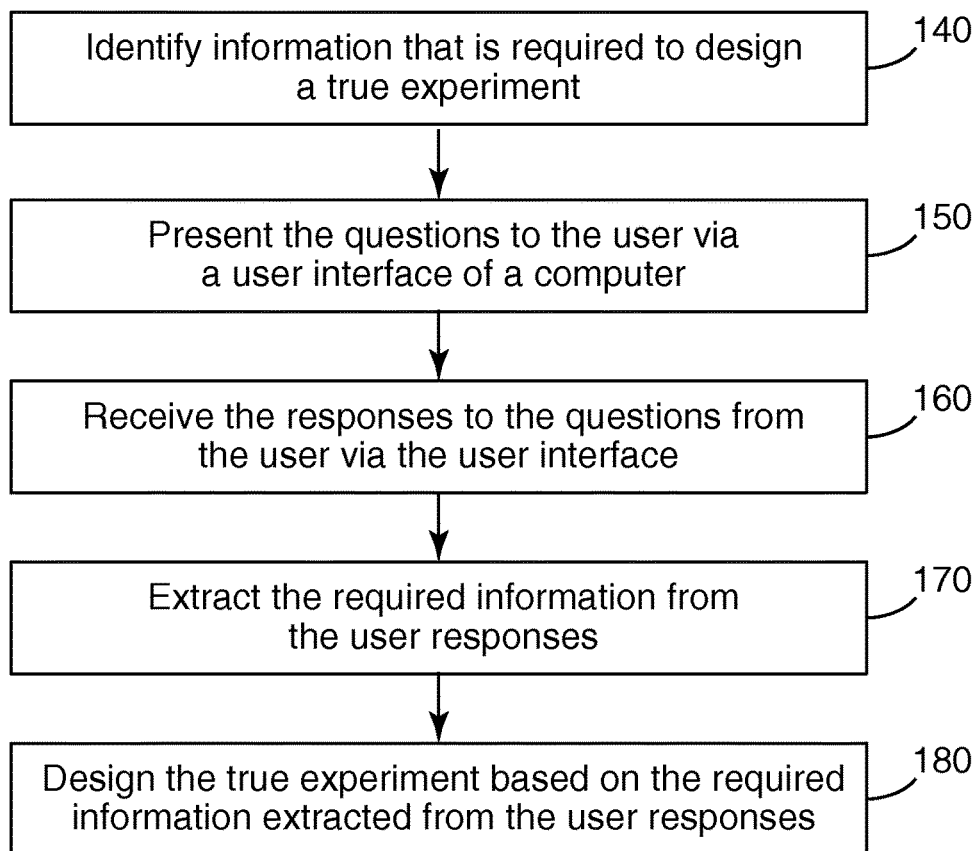 Identify information that is required to design
a true experiment
140
Present the questions to the user via
a user interface of a computer
150
Receive the responses to the questions from
the user via the user interface
160
Extract the required information from
the user responses
170
Design the true experiment based on the required
information extracted from the user responses
180